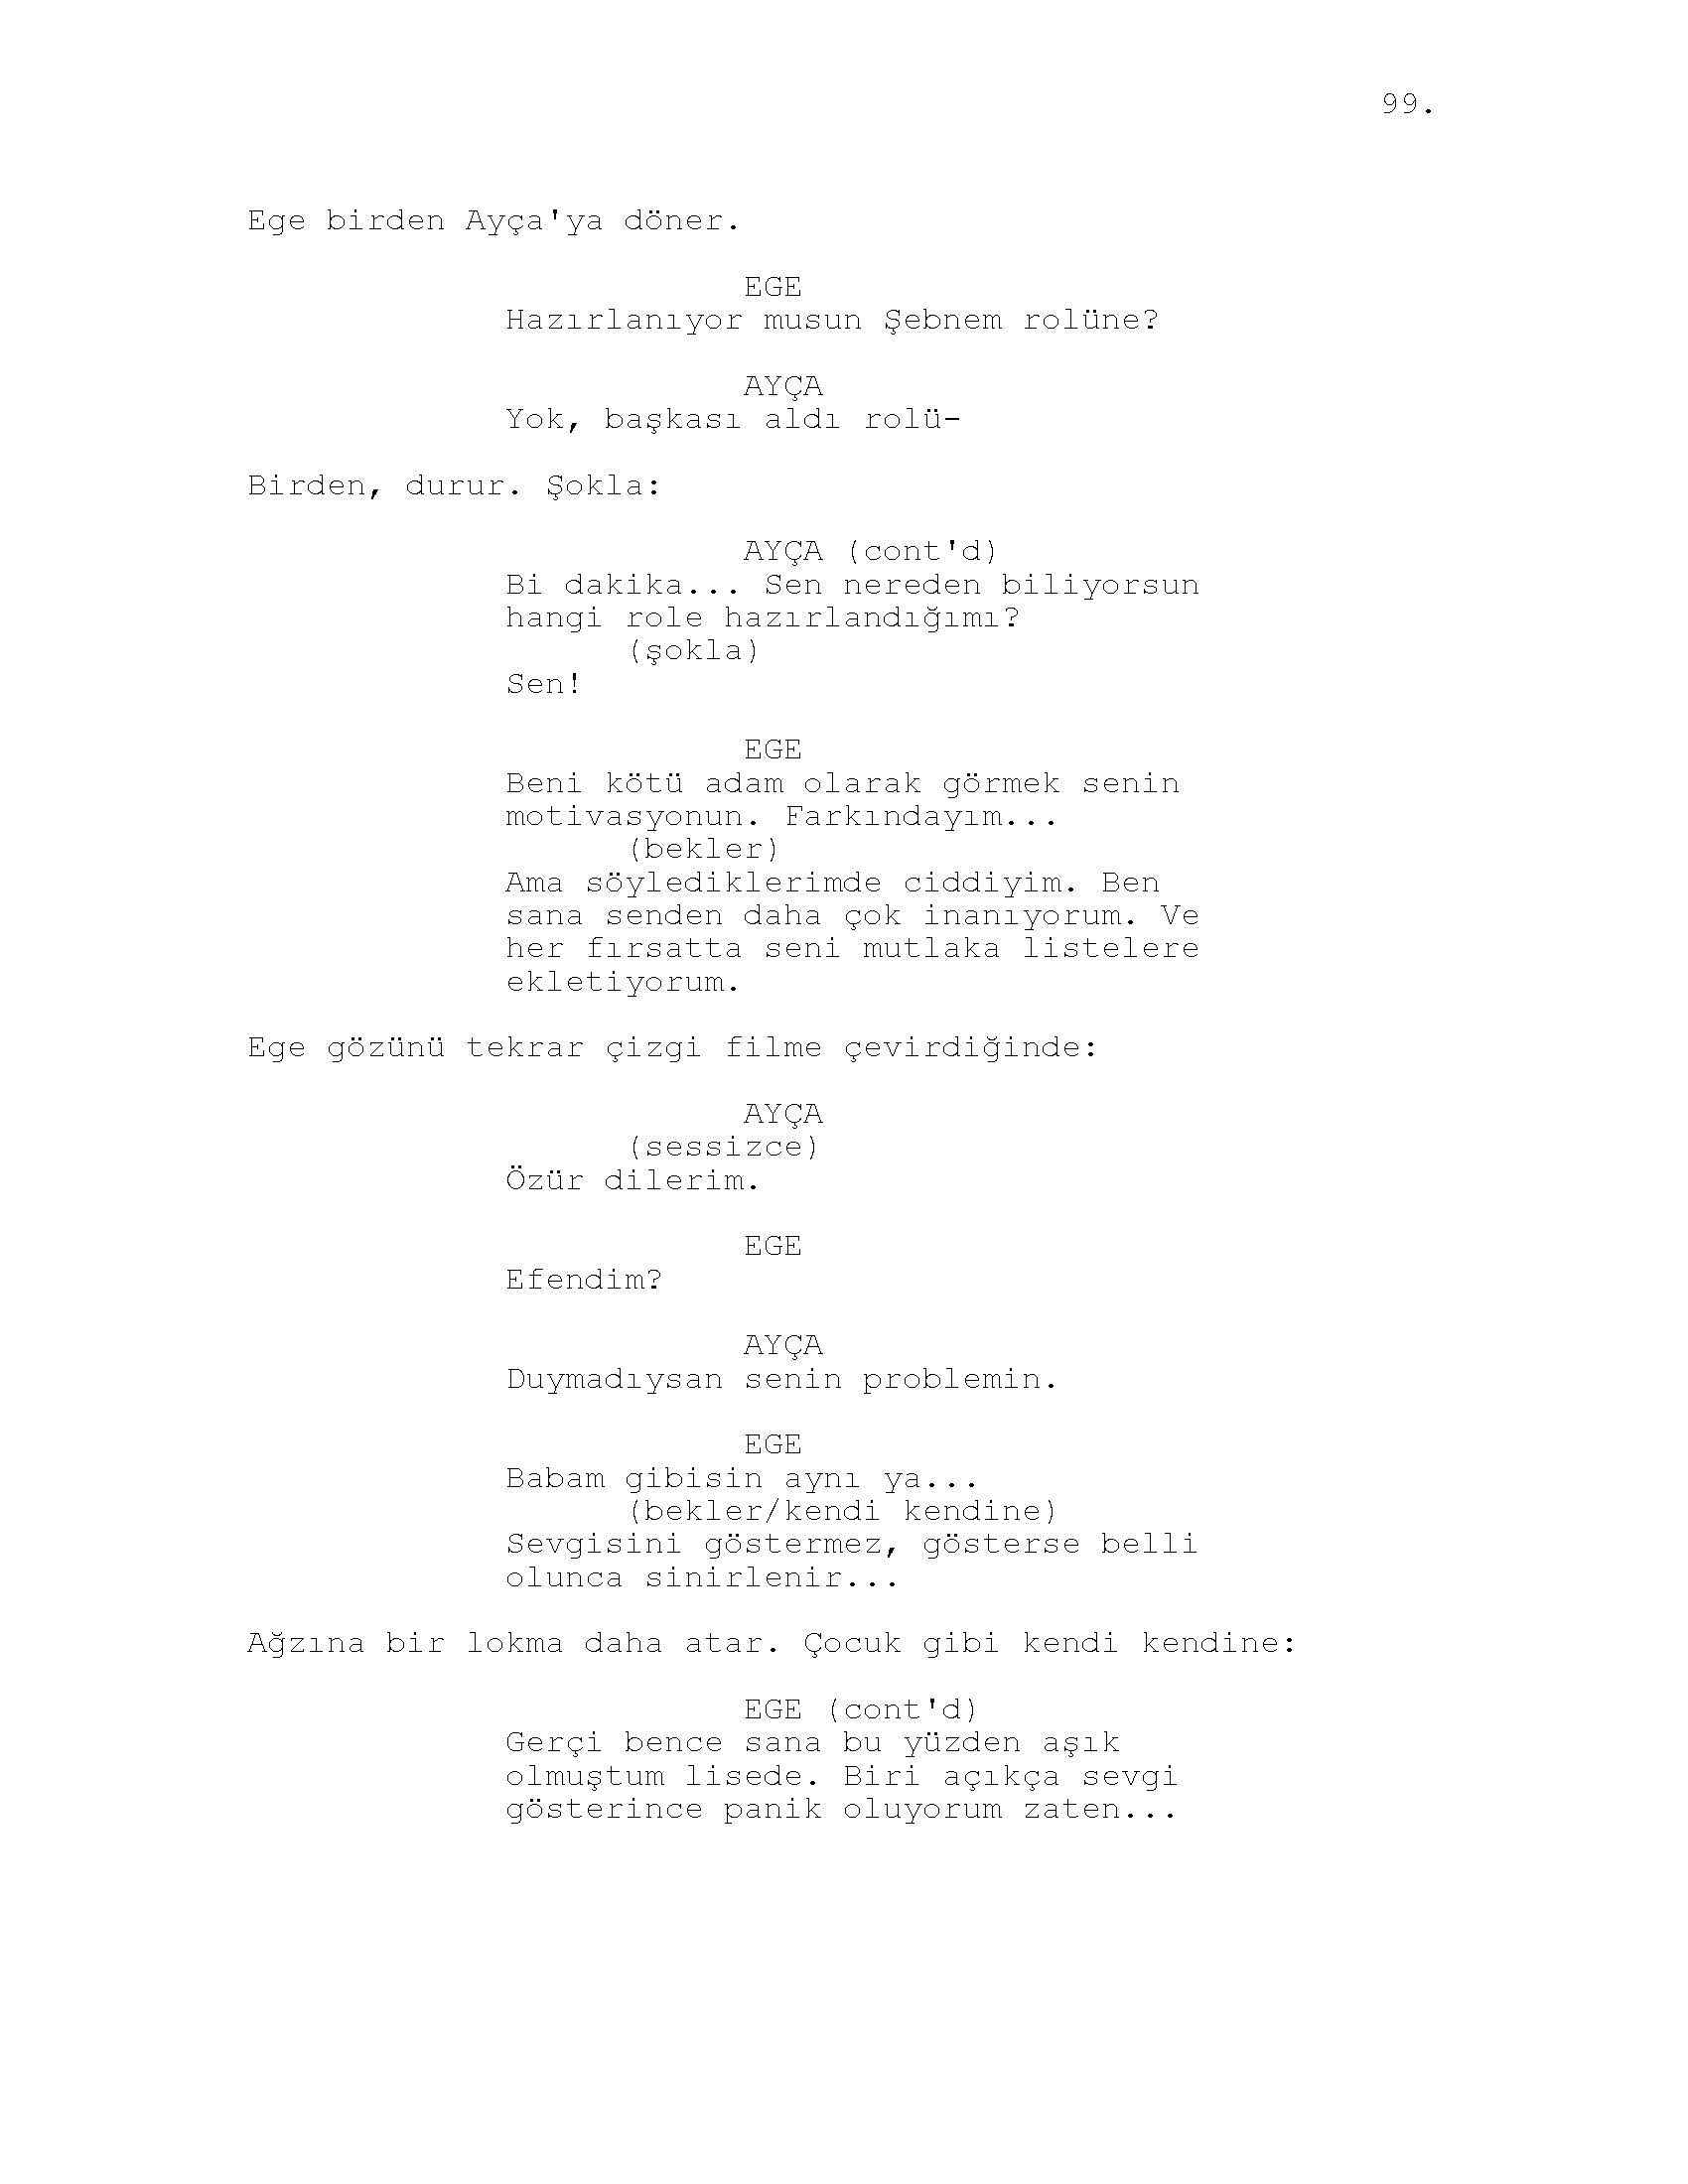 99.
Ege birden Ayça'ya döner.
EGE
Hazırlanıyor musun Şebnem rolüne?
AYÇA
Yok, başkası aldı rolü-
Birden, durur. Şokla:
AYÇA (cont'd)
Bi dakika... Sen nereden biliyorsun
hangi role hazırlandığımı?
(şokla)
Sen!
EGE
Beni kötü adam olarak görmek senin
motivasyonun. Farkındayım...
(bekler)
Ama söylediklerimde ciddiyim. Ben
sana senden daha çok inanıyorum. Ve
her fırsatta seni mutlaka listelere
ekletiyorum.
Ege gözünü tekrar çizgi filme çevirdiğinde:
AYÇA
(sessizce)
Özür dilerim.
EGE
Efendim?
AYÇA
Duymadıysan senin problemin.
EGE
Babam gibisin aynı ya...
(bekler/kendi kendine)
Sevgisini göstermez, gösterse belli
olunca sinirlenir...
Ağzına bir lokma daha atar. Çocuk gibi kendi kendine:
EGE (cont'd)
Gerçi bence sana bu yüzden aşık
olmuştum lisede. Biri açıkça sevgi
gösterince panik oluyorum zaten...